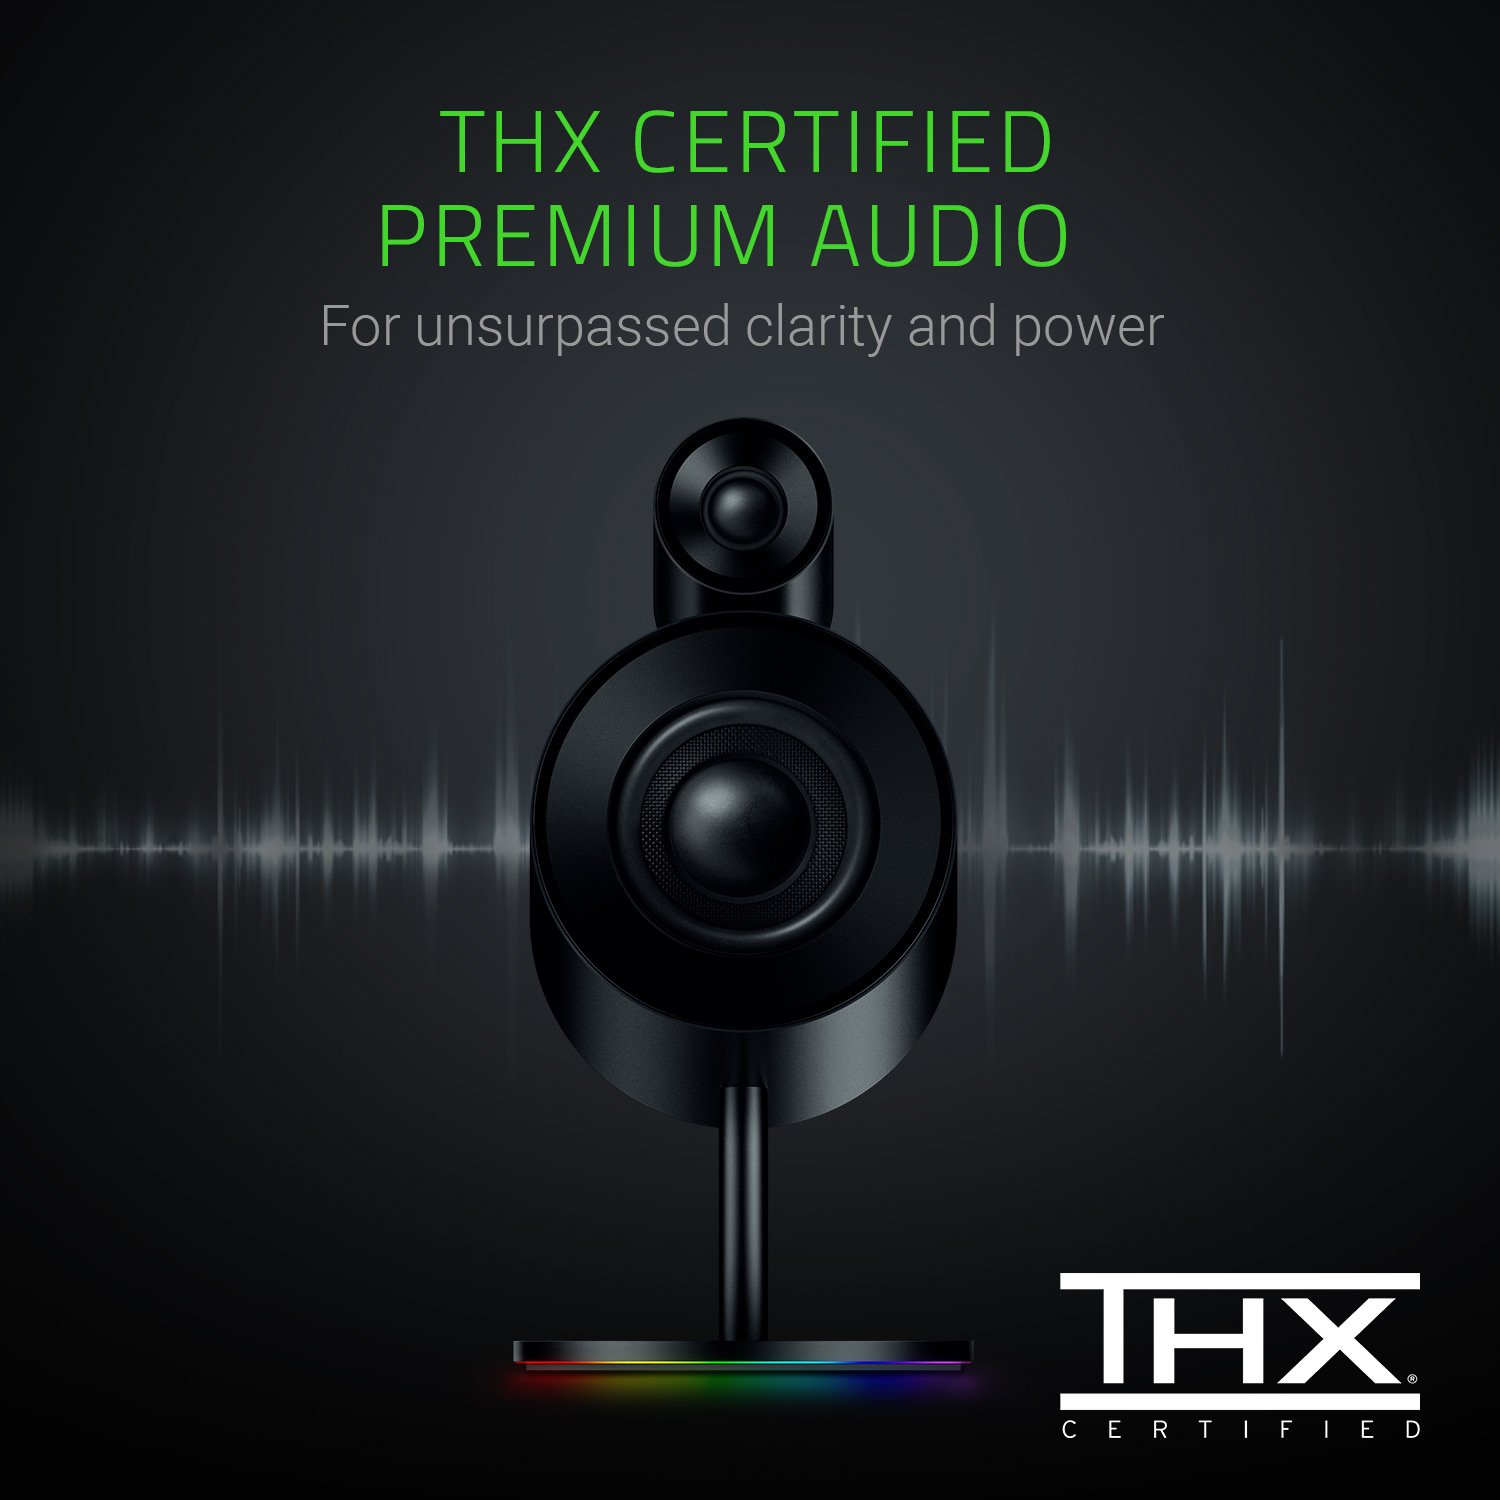 THX CERTIFIED
PREMIUM AUDIO
For unsurpassed clarity and power
THX®
CERTIFIED